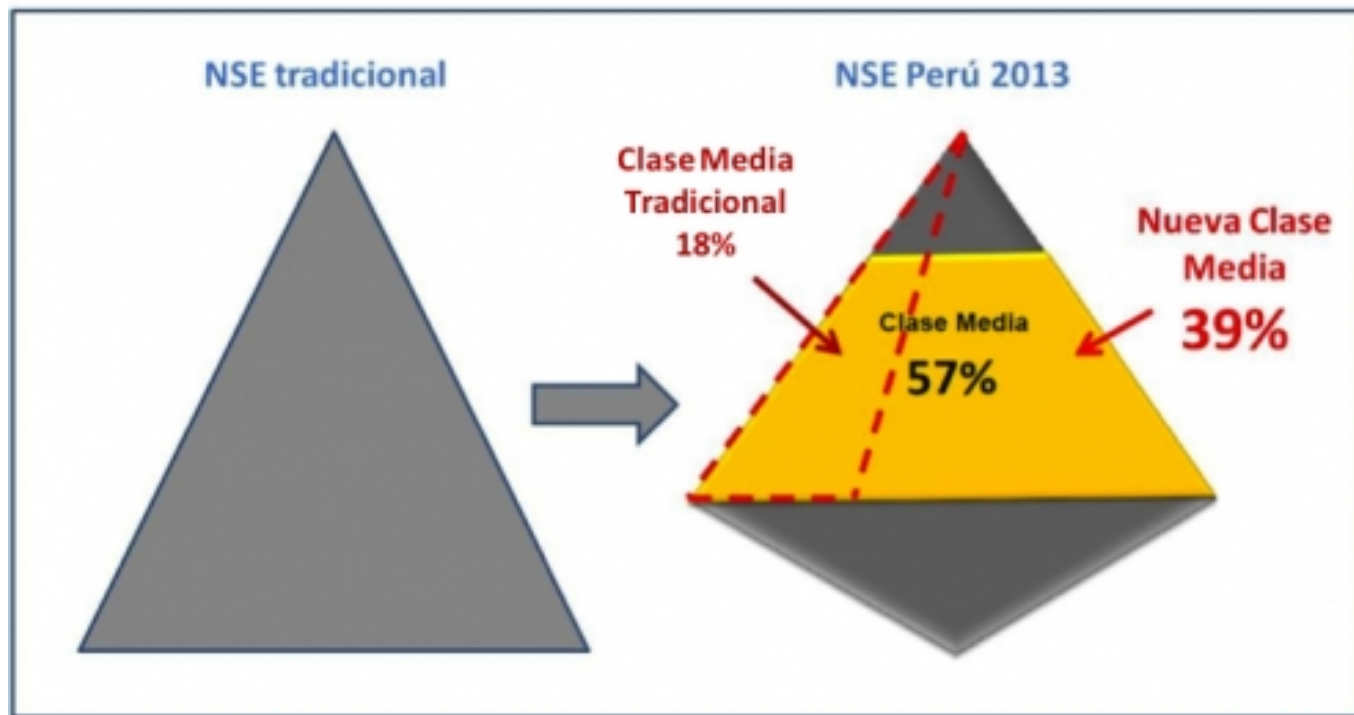 NSE tradicional
NSE Perú 2013
Clase Media
Tradicional
18%
Nueva Clase
Media
39%
Clase Media
57%